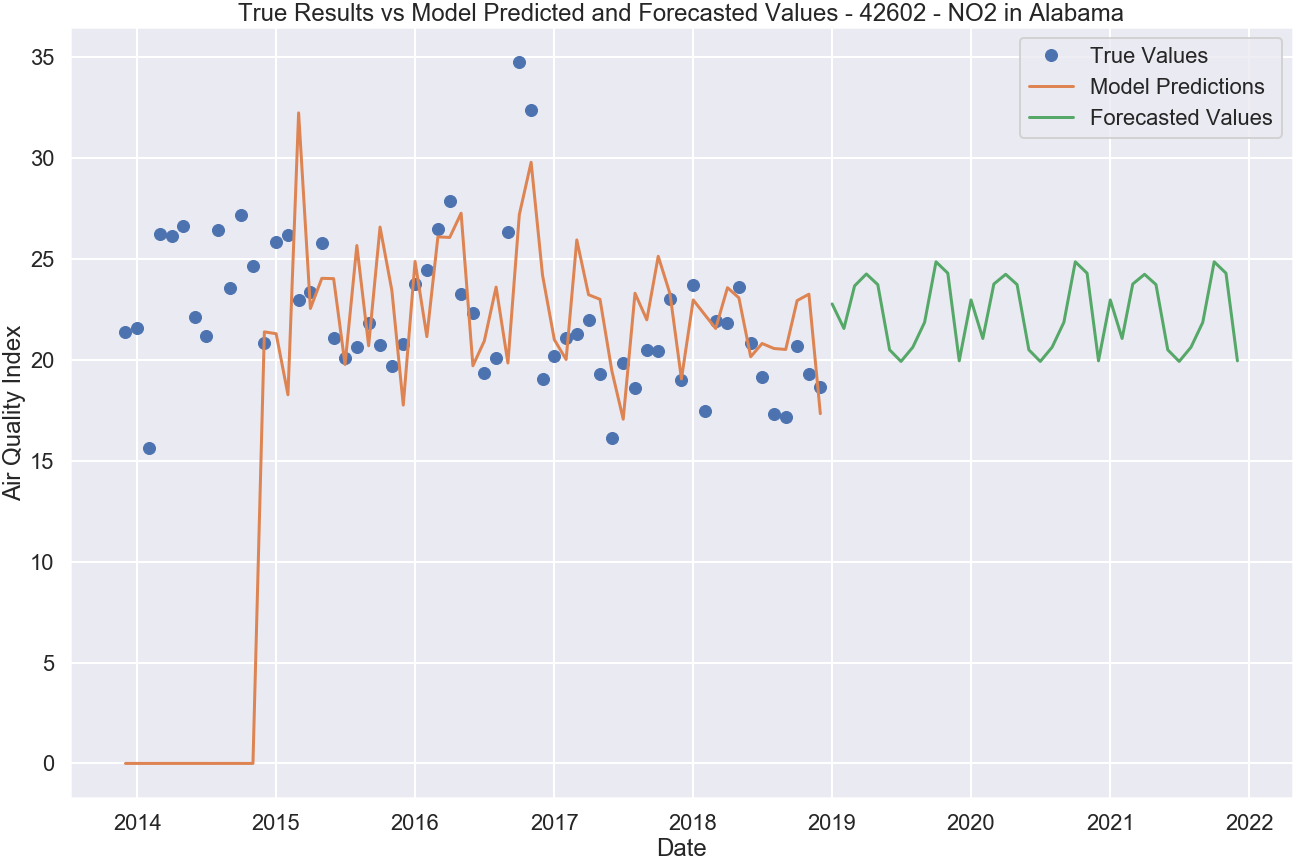 True Results vs Model Predicted and Forecasted Values - 42602 - NO2 in Alabama
True Values
Model Predictions
Forecasted Values
Air Quality Index
35
30
25
20
15
10
5
0
2014 2015 2016 2017 2018 2019 2020 2021 2022
Date